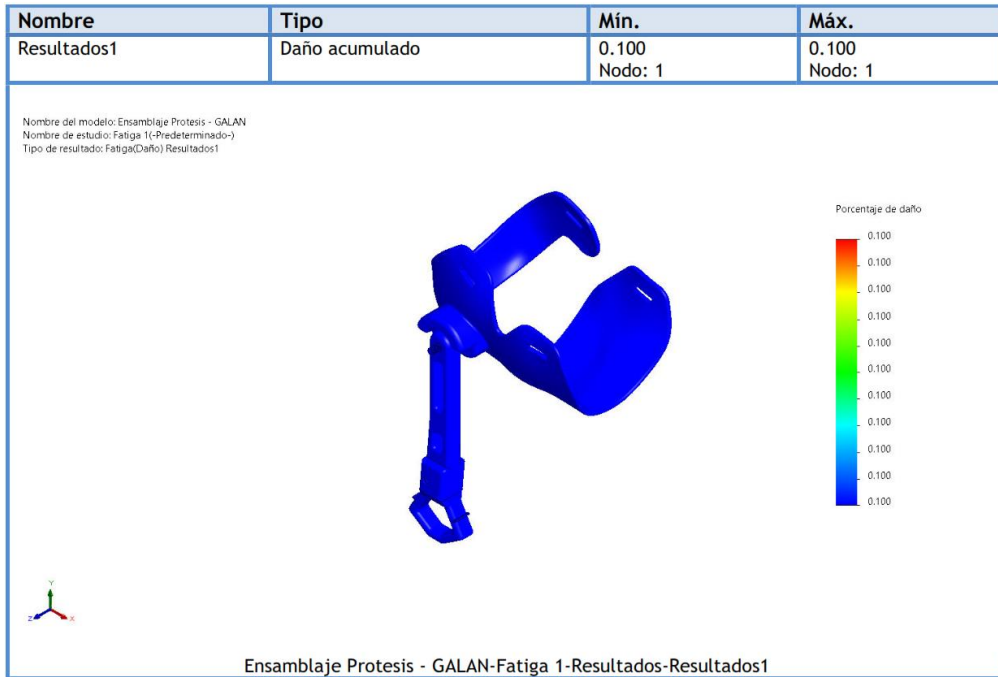 Nombre Tipo Mín. Máx.
Resultados1 Daño acumulado 0.100 0.100
Nodo: 1 Nodo: 1
Nombre del modelo: Ensamblaje Protesis - GALAN
Nombre de estudio: Fatiga 1(-Predeterminado-)
Tipo de resultado: Fatiga(Daño) Resultados1
Porcentaje de daño
0.100
0.100
0.100
0.100
0.100
0.100
0.100
0.100
0.100
0.100
0.100
Y
Z X
Ensamblaje Protesis - GALAN-Fatiga 1-Resultados-Resultados1